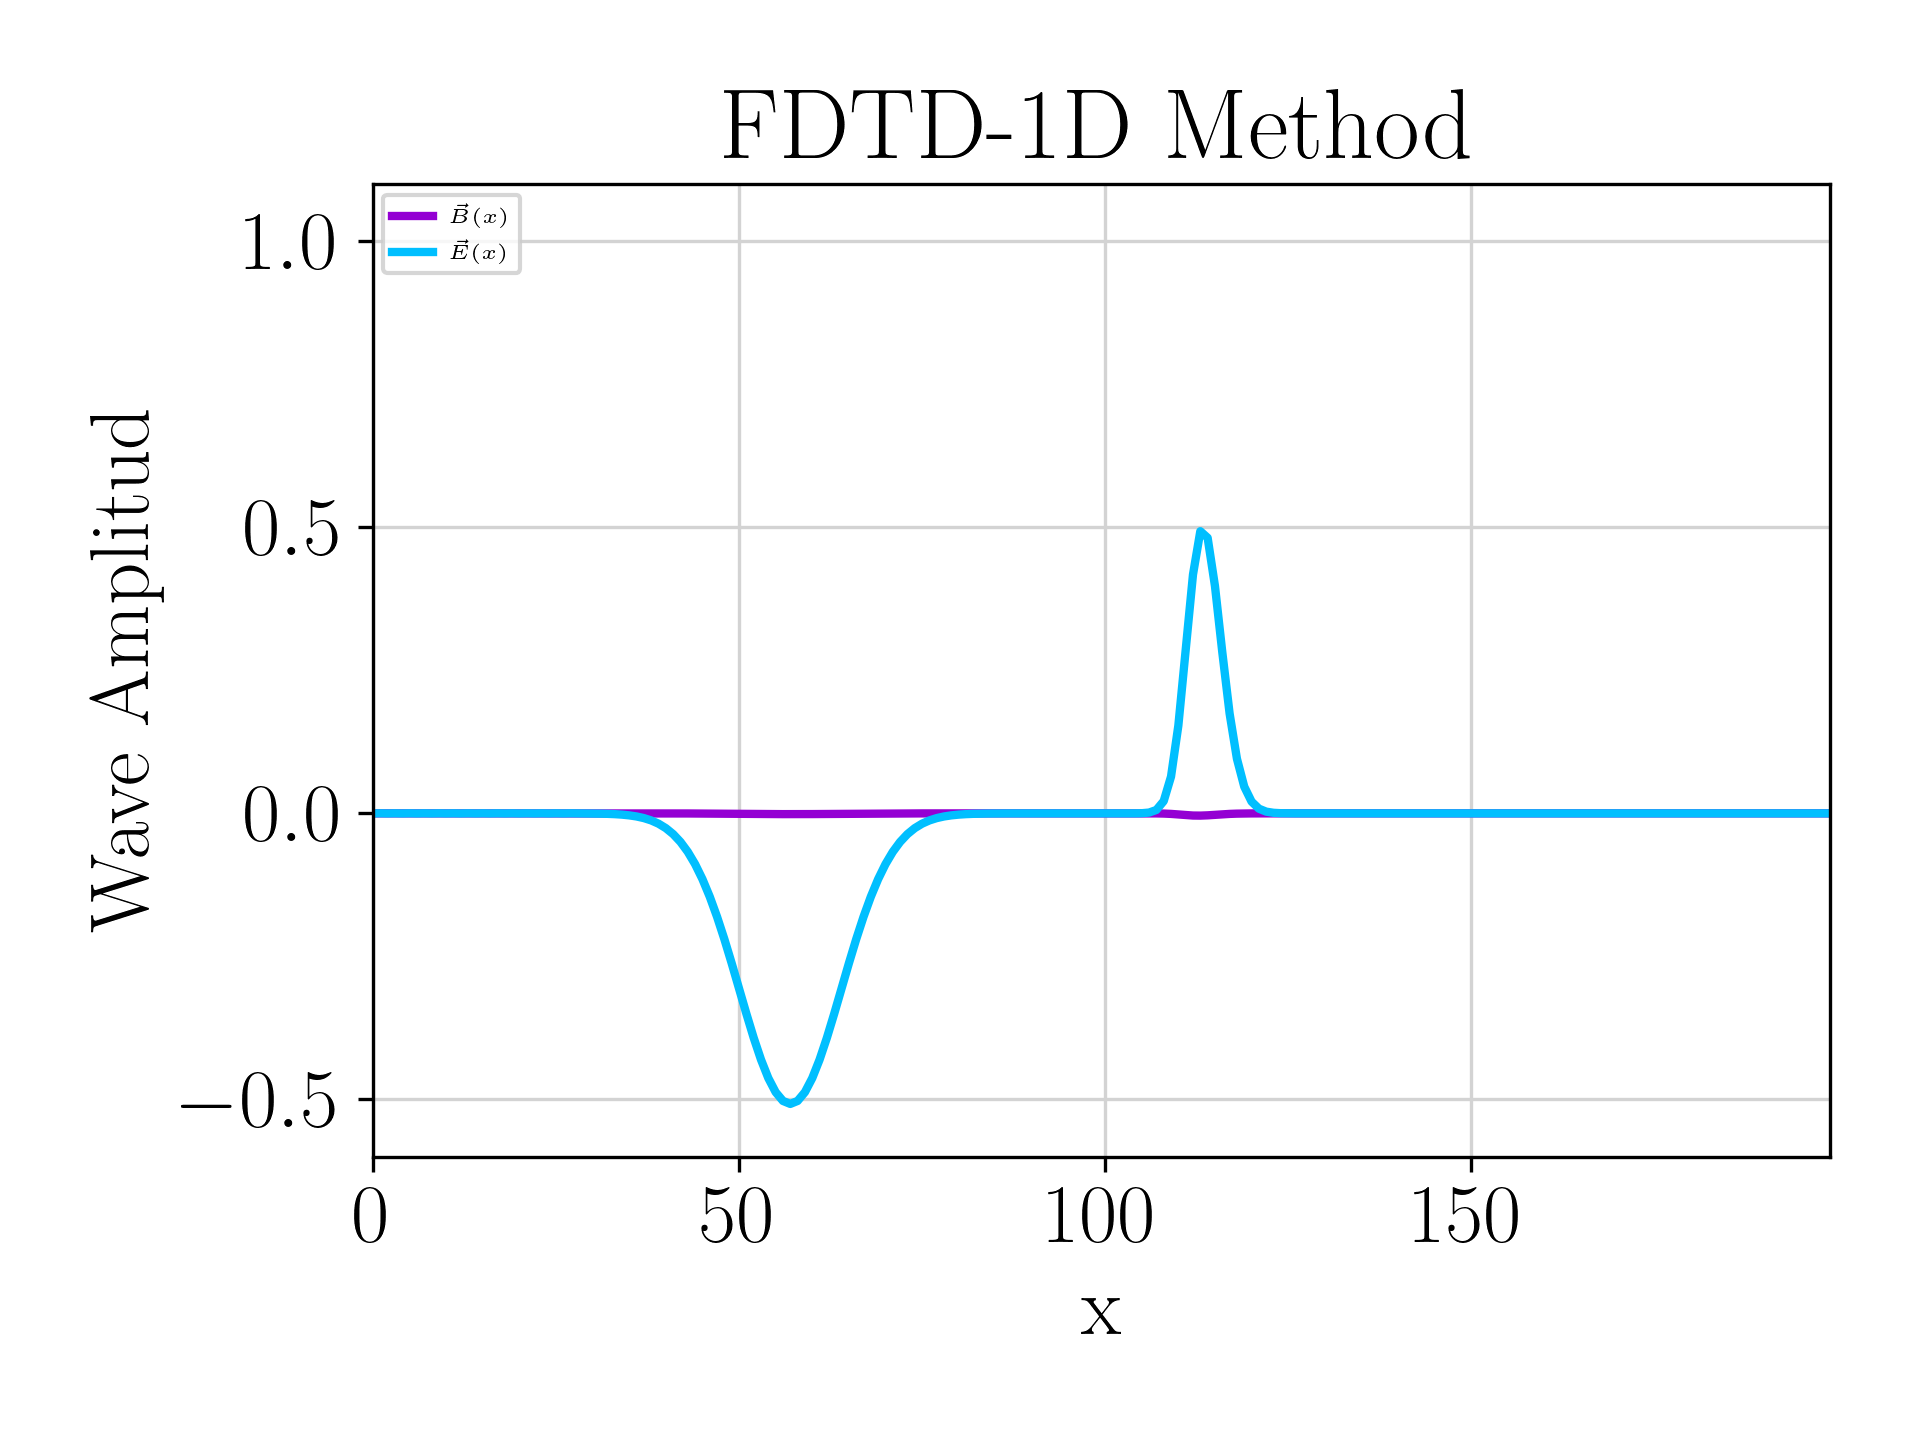 FDTD-1D Method
$\vec{B}(x)$
$\vec{E}(x)$
1.0
0.5
0.0
−0.5
Wave Amplitud
0 50 100 150
x